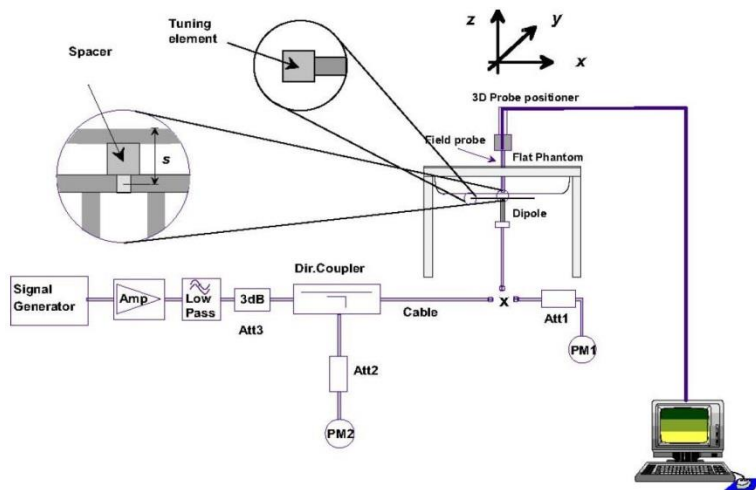 Tuning
element
Spacer
s
z
y
x
3D Probe positioner
Field probe
Flat Phantom
Dipole
Signal
Generator
Amp
Low
Pass
3dB
Att3
Dir.Coupler
Cable
x
Att1
PM1
Att2
PM2